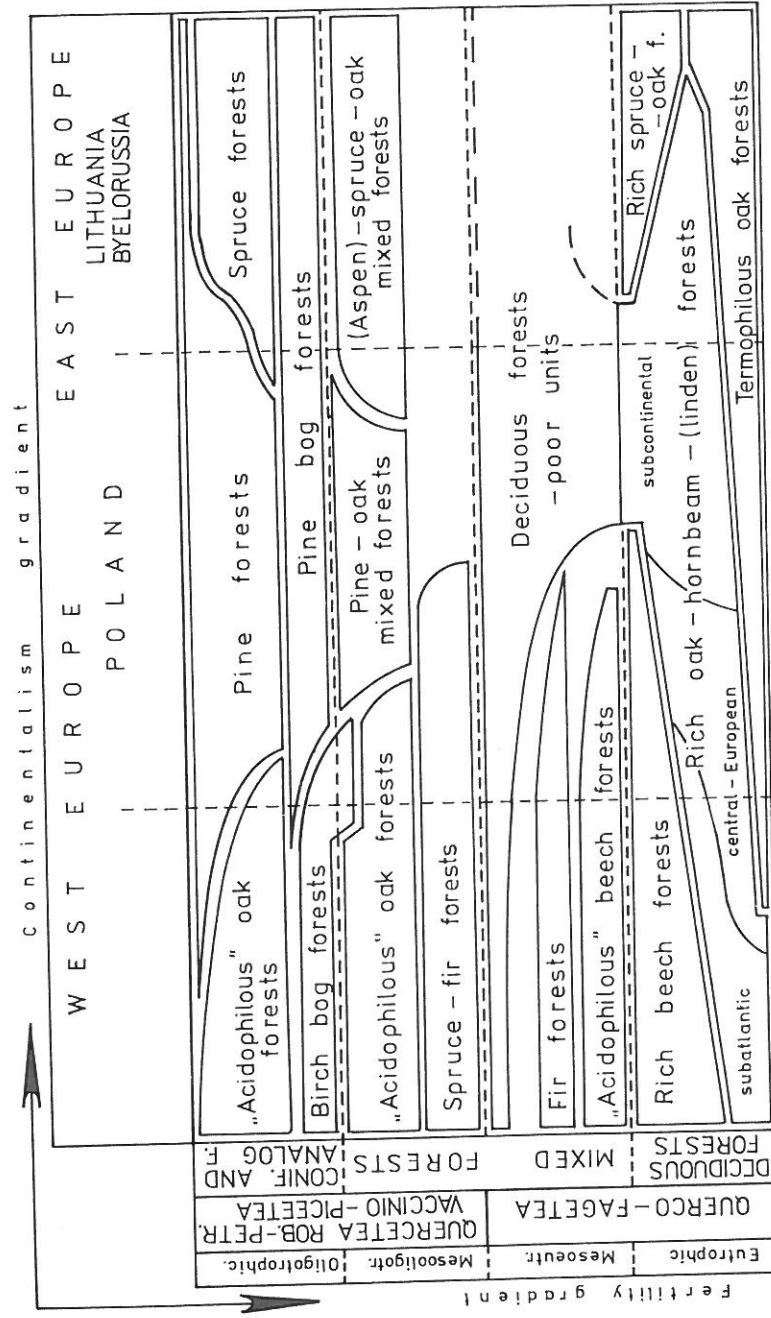 Continentalism gradient
WEST EUROPE
POLAND
EAST EUROPE
LITHUANIA
BYELORUSSIA
Fertility gradient
Oligotrophic.
Mesooligotr.
Mesoeutr.
Eutrophic
QUERCETEA ROB.-PETR.
VACCINIO-PICEETEA
QUERCO-FAGETEA
CONIF. AND
ANALOG F.
MIXED FORESTS
DECIDUOUS
FORESTS
„Acidophilous" oak
forests
Pine forests
Spruce forests
Birch bog forests
Pine bog forests
„Acidophilous" oak forests
Pine - oak
mixed forests
(Aspen)-spruce-oak
mixed forests
Spruce-fir forests
Fir forests
„Acidophilous" beech forests
Deciduous forests
-poor units
Rich beech forests
Rich oak-hornbeam-(linden) forests
subatlantic
central-European
subcontinental
Rich spruce-
-oak f.
Termophilous oak forests